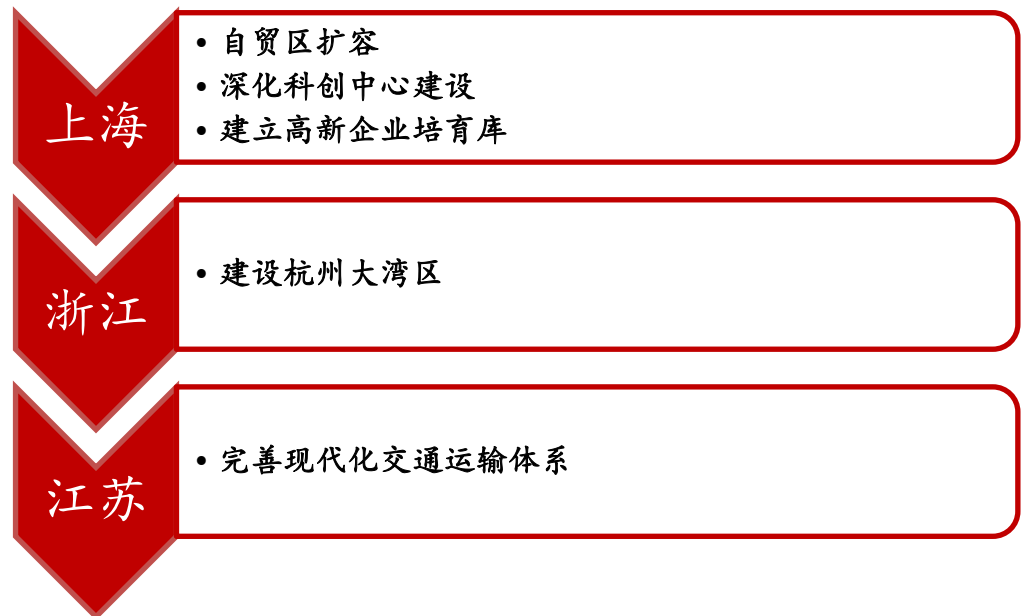 上海
• 自贸区扩容
• 深化科创中心建设
• 建立高新企业培育库
浙江
• 建设杭州大湾区
江苏
• 完善现代化交通运输体系